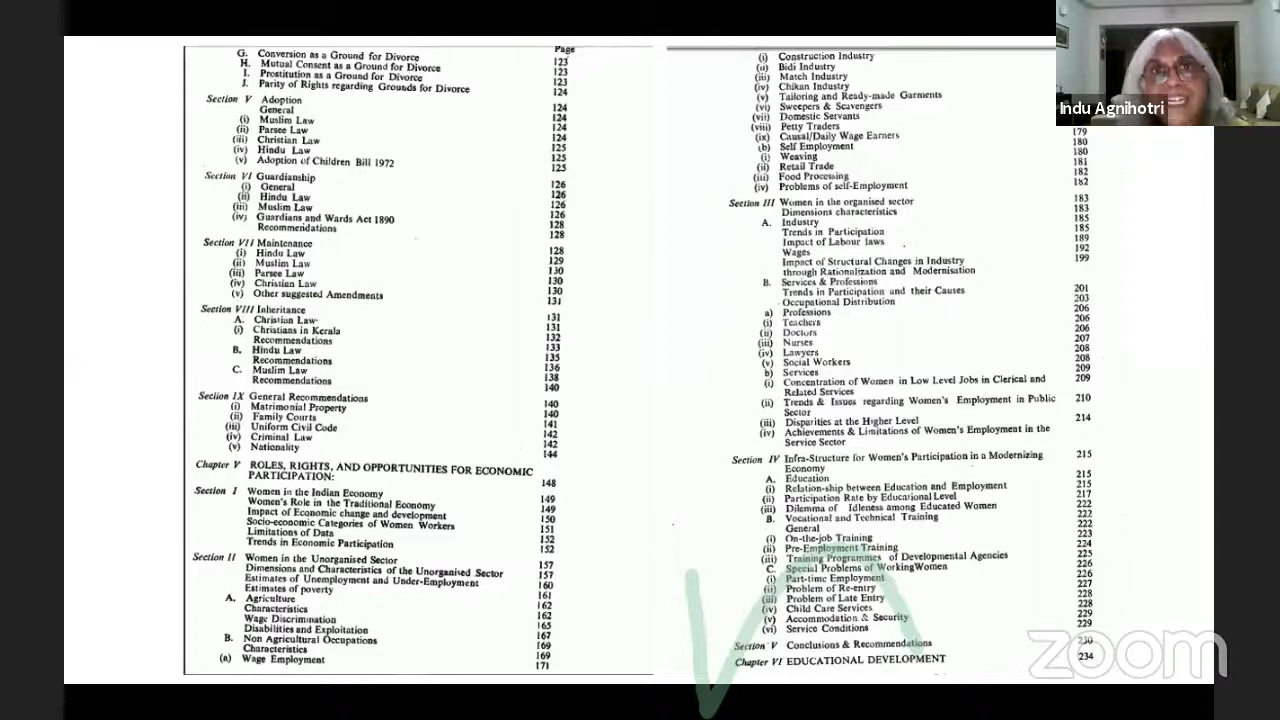 Page
G. Conversion as a Ground for Divorce 123
H. Mutual Consent as a Ground for Divorce 123
I. Prostitution as a Ground for Divorce 123
J. Parity of Rights regarding Grounds for Divorce 124
Section V Adoption 124
General 124
(i) Muslim Law 124
(ii) Parsee Law 124
(iii) Christian Law 125
(iv) Hindu Law 125
(v) Adoption of Children Bill 1972 125
Section VI Guardianship 126
(i) General 126
(ii) Hindu Law 126
(iii) Muslim Law 126
(iv) Guardians and Wards Act 1890 128
Recommendations 128
Section VII Maintenance 128
(i) Hindu Law 129
(ii) Muslim Law 130
(iii) Parsee Law 130
(iv) Christian Law 130
(v) Other suggested Amendments 131
Section VIII Inheritance 131
A. Christian Law 131
(i) Christians in Kerala 132
Recommendations 133
B. Hindu Law 135
Recommendations 136
C. Muslim Law 138
Recommendations 140
Section IX General Recommendations 140
(i) Matrimonial Property 140
(ii) Family Courts 141
(iii) Uniform Civil Code 142
(iv) Criminal Law 142
(v) Nationality 144
Chapter V ROLES, RIGHTS, AND OPPORTUNITIES FOR ECONOMIC
PARTICIPATION: 148
Section I Women in the Indian Economy 149
Women's Role in the Traditional Economy 149
Impact of Economic change and development 150
Socio-economic Categories of Women Workers 151
Limitations of Data 152
Trends in Economic Participation 152
Section II Women in the Unorganised Sector 157
Dimensions and Characteristics of the Unorganised Sector 157
Estimates of Unemployment and Under-Employment 160
Estimates of poverty 161
A. Agriculture 162
Characteristics 162
Wage Discrimination 165
Disabilities and Exploitation 167
B. Non Agricultural Occupations 169
Characteristics 169
(a) Wage Employment 171
(i) Construction Industry
(ii) Bidi Industry
(iii) Match Industry
(iv) Chikan Industry
(v) Tailoring and Ready-made Garments
(vi) Sweepers & Scavengers
(vii) Domestic Servants
(viii) Petty Traders 179
(ix) Causal/Daily Wage Earners 180
(b) Self Employment 180
(i) Weaving 181
(ii) Retail Trade 182
(iii) Food Processing 182
(iv) Problems of self-Employment
Section III Women in the organised sector 183
Dimensions characteristics 183
A. Industry 185
Trends in Participation 185
Impact of Labour laws 189
Wages 192
Impact of Structural Changes in Industry 199
through Rationalization and Modernisation
B. Services & Professions 201
Trends in Participation and their Causes 203
Occupational Distribution 206
a) Professions 206
(i) Teachers 206
(ii) Doctors 207
(iii) Nurses 208
(iv) Lawyers 208
(v) Social Workers 209
b) Services 209
(i) Concentration of Women in Low Level Jobs in Clerical and
Related Services
(ii) Trends & Issues regarding Women's Employment in Public 210
Sector
(iii) Disparities at the Higher Level 214
(iv) Achievements & Limitations of Women's Employment in the
Service Sector
Section IV Infra-Structure for Women's Participation in a Modernizing 215
Economy
A. Education 215
(i) Relation-ship between Education and Employment 215
(ii) Participation Rate by Educational Level 217
(iii) Dilemma of Idleness among Educated Women 222
B. Vocational and Technical Training 222
General 222
(i) On-the-job Training 223
(ii) Pre-Employment Training 224
(iii) Training Programmes of Developmental Agencies 225
C. Special Problems of WorkingWomen 226
(i) Part-time Employment 226
(ii) Problem of Re-entry 227
(iii) Problem of Late Entry 228
(iv) Child Care Services 228
(v) Accommodation & Security 229
(vi) Service Conditions 229
Section V Conclusions & Recommendations 230
Chapter VI EDUCATIONAL DEVELOPMENT 234
Indu Agnihotri
zoom